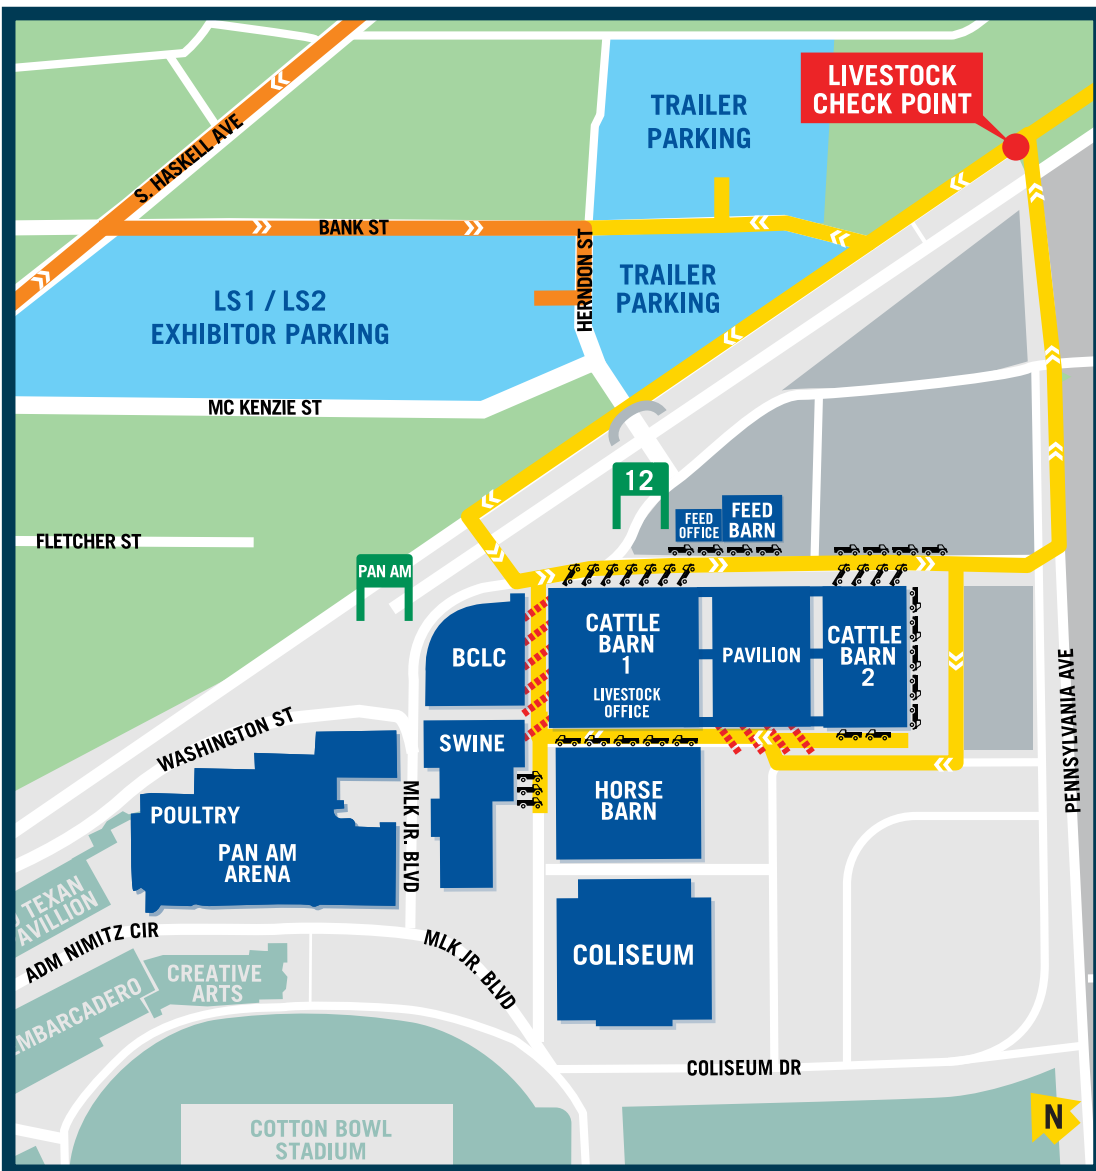 LIVESTOCK
CHECK POINT
TRAILER
PARKING
S. HASKELL AVE
BANK ST
HERNDON ST
TRAILER
PARKING
LS1 / LS2
EXHIBITOR PARKING
MC KENZIE ST
12
FEED
OFFICE
FEED
BARN
FLETCHER ST
PAN AM
CATTLE
BARN
1
LIVESTOCK
OFFICE
PAVILION
CATTLE
BARN
2
BCLC
SWINE
WASHINGTON ST
PENNSYLVANIA AVE
HORSE
BARN
MLK JR. BLVD
POULTRY
PAN AM
ARENA
TEXAN
AVILLION
ADM NIMITZ CIR
MLK JR. BLVD
COLISEUM
CREATIVE
ARTS
EMBARCADERO
COLISEUM DR
COTTON BOWL
STADIUM
N